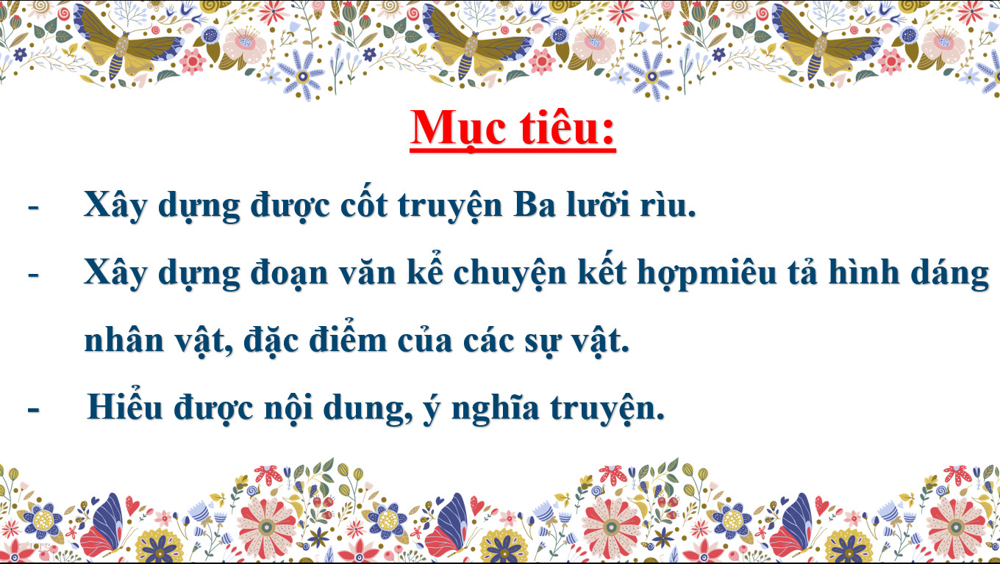 Mục tiêu:
- Xây dựng được cốt truyện Ba lưỡi rìu.
- Xây dựng đoạn văn kể chuyện kết hợpmiêu tả hình dáng
nhân vật, đặc điểm của các sự vật.
- Hiểu được nội dung, ý nghĩa truyện.